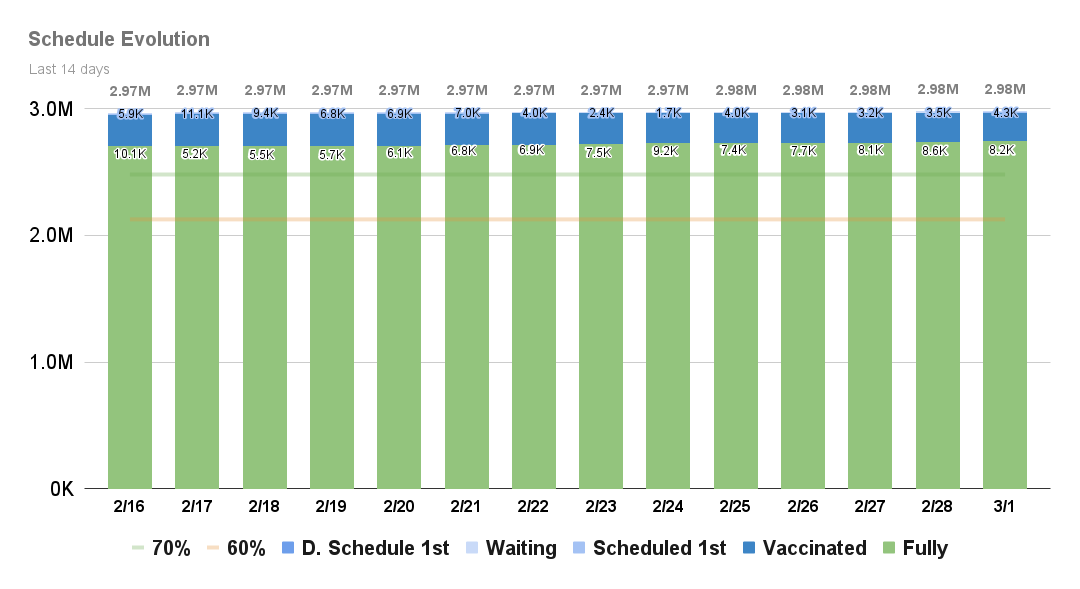 Schedule Evolution
Last 14 days
2.97M 2.97M 2.97M 2.97M 2.97M 2.97M 2.97M 2.97M 2.97M 2.98M 2.98M 2.98M 2.98M 2.98M
3.0M
5.9K 11.1K 9.4K 6.8K 6.9K 7.0K 4.0K 2.4K 1.7K 4.0K 3.1K 3.2K 3.5K 4.3K
10.1K 5.2K 5.5K 5.7K 6.1K 6.8K 6.9K 7.5K 9.2K 7.4K 7.7K 8.1K 8.6K 8.2K
2.0M
1.0M
0K
2/16 2/17 2/18 2/19 2/20 2/21 2/22 2/23 2/24 2/25 2/26 2/27 2/28 3/1
70% 60% D. Schedule 1st Waiting Scheduled 1st Vaccinated Fully